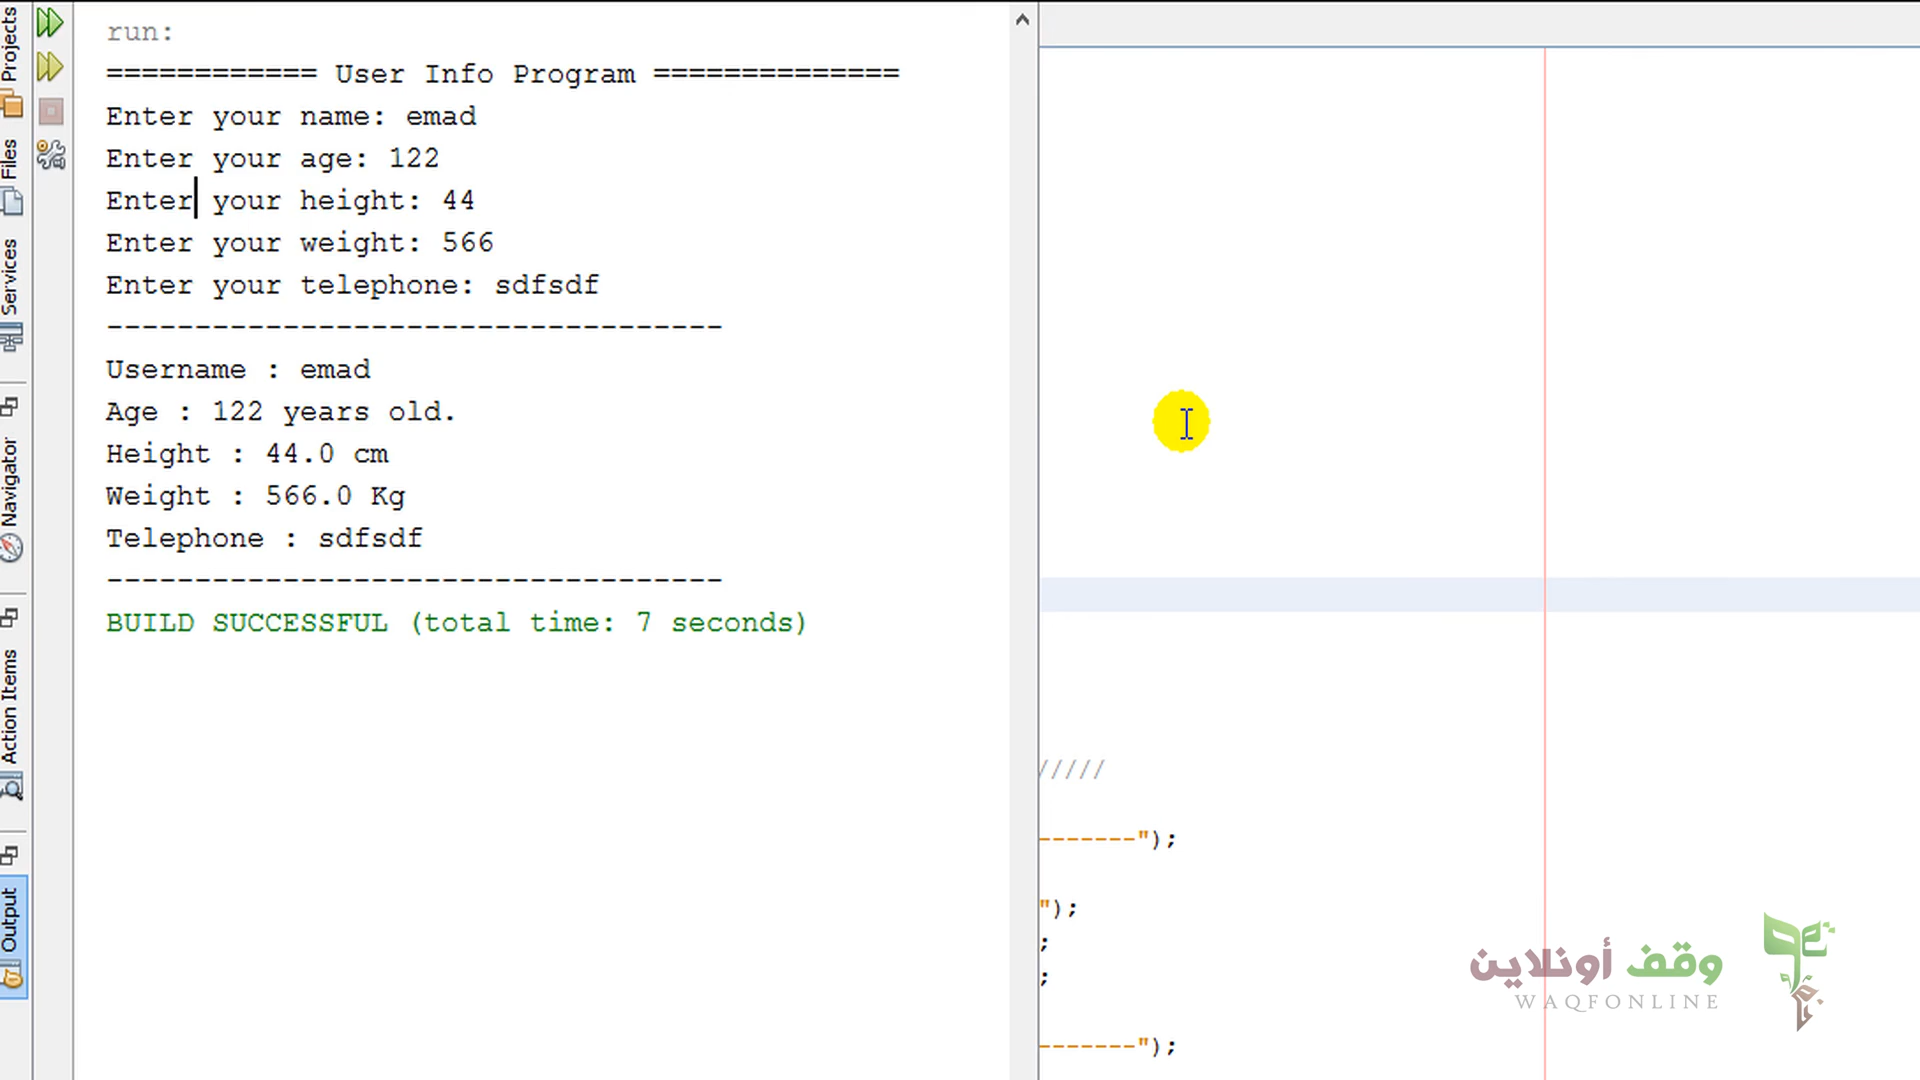 Projects
Files
Services
Navigator
Action Items
Output
run:
============ User Info Program ==============
Enter your name: emad
Enter your age: 122
Enter your height: 44
Enter your weight: 566
Enter your telephone: sdfsdf
-----------------------------------
Username : emad
Age : 122 years old.
Height : 44.0 cm
Weight : 566.0 Kg
Telephone : sdfsdf
-----------------------------------
BUILD SUCCESSFUL (total time: 7 seconds)
/////
-------");
");
;
;
-------");
وقف أونلاين
WAQFONLINE